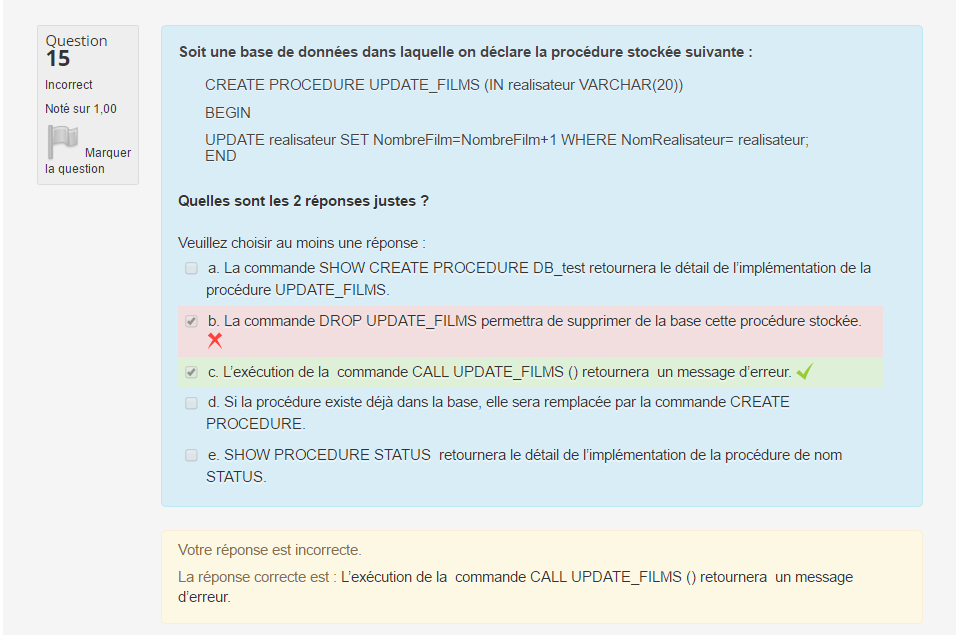 Question
15
Incorrect
Noté sur 1,00
Marquer
la question
Soit une base de données dans laquelle on déclare la procédure stockée suivante :
CREATE PROCEDURE UPDATE_FILMS (IN realisateur VARCHAR(20))
BEGIN
UPDATE realisateur SET NombreFilm=NombreFilm+1 WHERE NomRealisateur= realisateur;
END
Quelles sont les 2 réponses justes ?
Veuillez choisir au moins une réponse :
a. La commande SHOW CREATE PROCEDURE DB_test retournera le détail de l'implémentation de la
procédure UPDATE_FILMS.
b. La commande DROP UPDATE_FILMS permettra de supprimer de la base cette procédure stockée.
c. L'exécution de la commande CALL UPDATE_FILMS () retournera un message d'erreur.
d. Si la procédure existe déjà dans la base, elle sera remplacée par la commande CREATE
PROCEDURE.
e. SHOW PROCEDURE STATUS retournera le détail de l'implémentation de la procédure de nom
STATUS.
Votre réponse est incorrecte.
La réponse correcte est : L'exécution de la commande CALL UPDATE_FILMS () retournera un message
d'erreur.